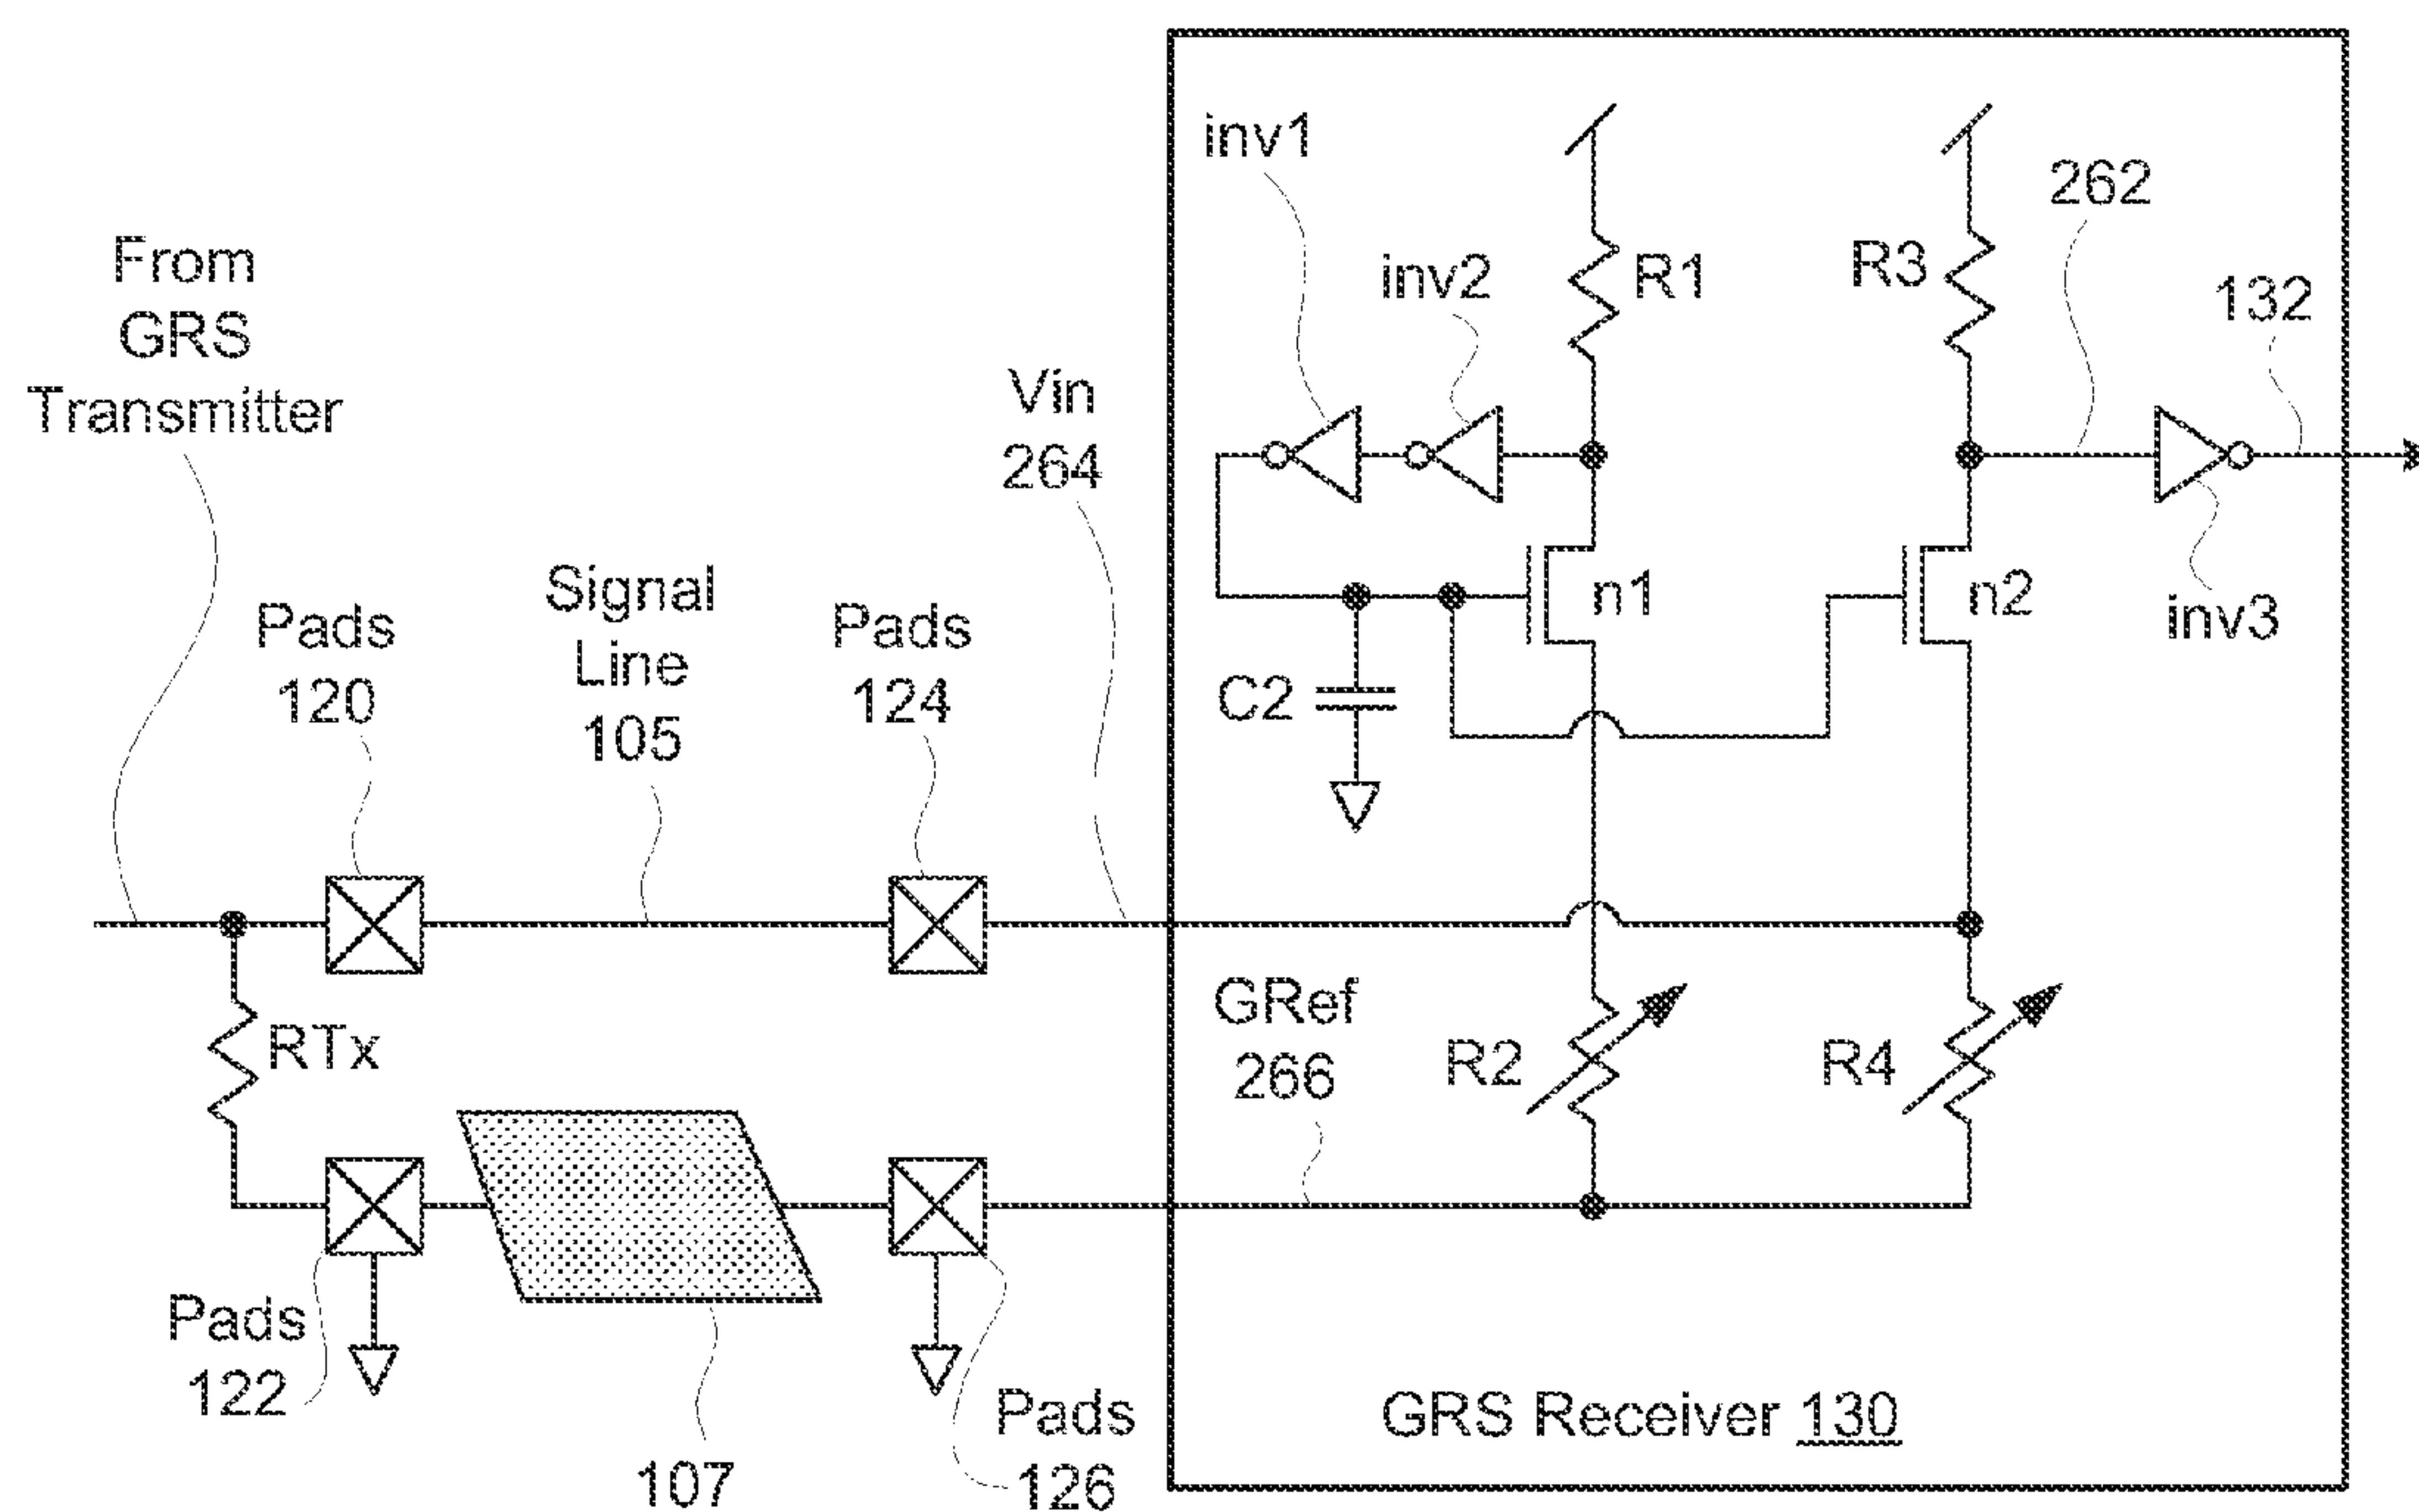 inv1
inv2
R1
R3
262
132
From
GRS
Transmitter
Vin
264
Pads
120
Signal
Line
105
Pads
124
n1
n2
inv3
C2
RTx
GRef
266
R2
R4
Pads
122
107
Pads
126
GRS Receiver 130